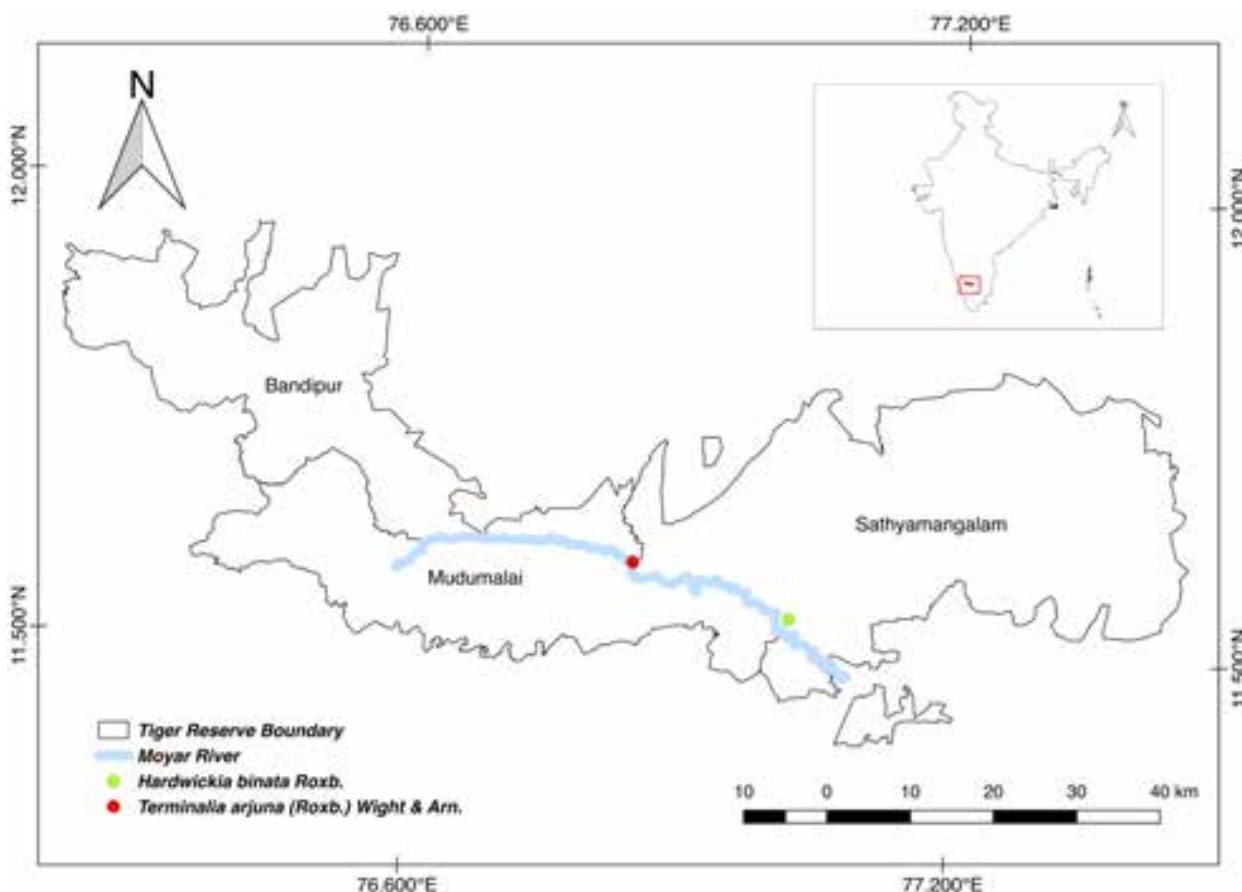 76.600°E 77.200°E
N
12.000°N
12.000°N
Bandipur
Sathyamangalam
Mudumalai
11.500°N
11.500°N
Tiger Reserve Boundary
Moyar River
Hardwickia binata Roxb.
Terminalia arjuna (Roxb.) Wight & Arn.
10 0 10 20 30 40 km
76.600°E 77.200°E